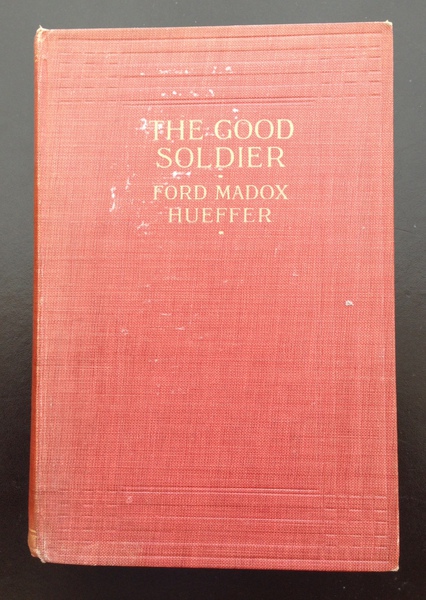 THE GOOD
SOLDIER
FORD MADOX
HUEFFER